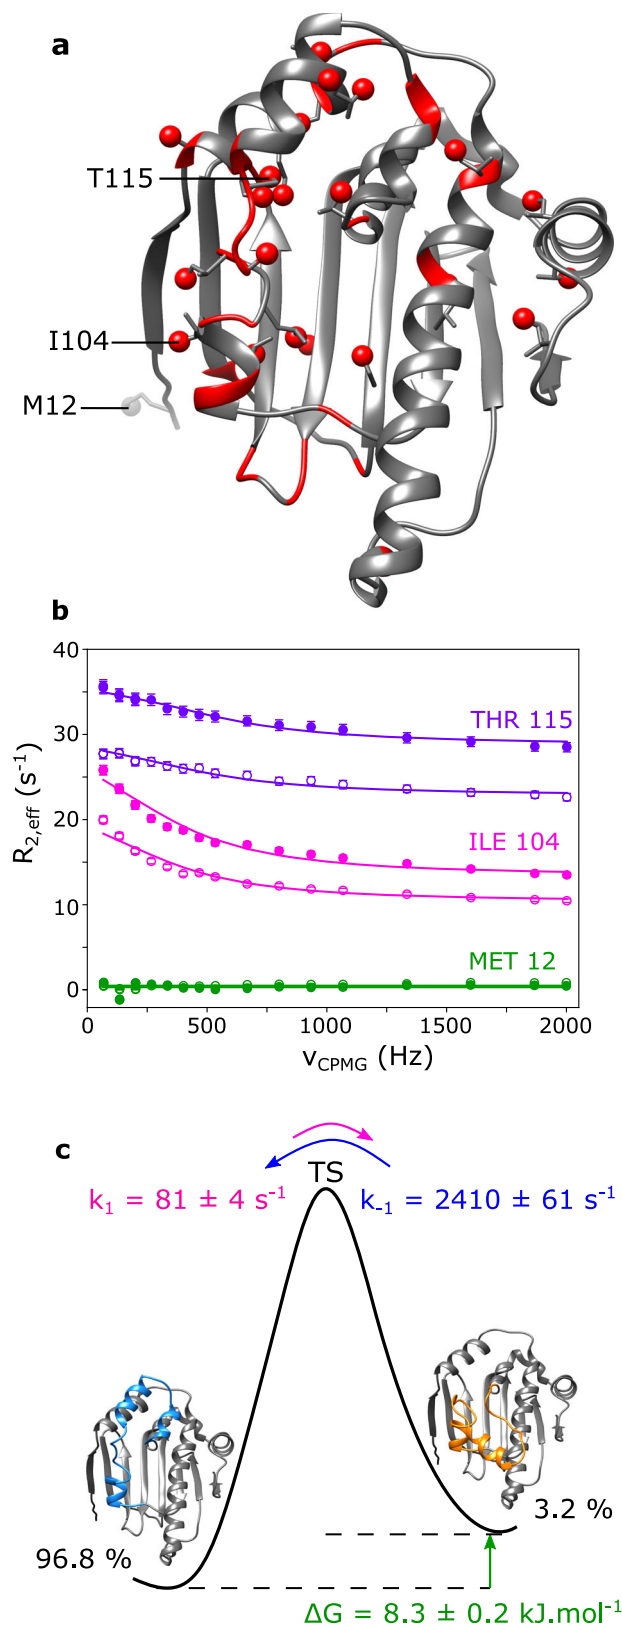 a
T115
I104
M12
b
R2,eff (s-1)
40
30
20
10
0
THR 115
ILE 104
MET 12
0 500 1000 1500 2000
νCPMG (Hz)
c
TS
k1 = 81 ± 4 s-1
k-1 = 2410 ± 61 s-1
3.2 %
96.8 %
ΔG = 8.3 ± 0.2 kJ.mol-1